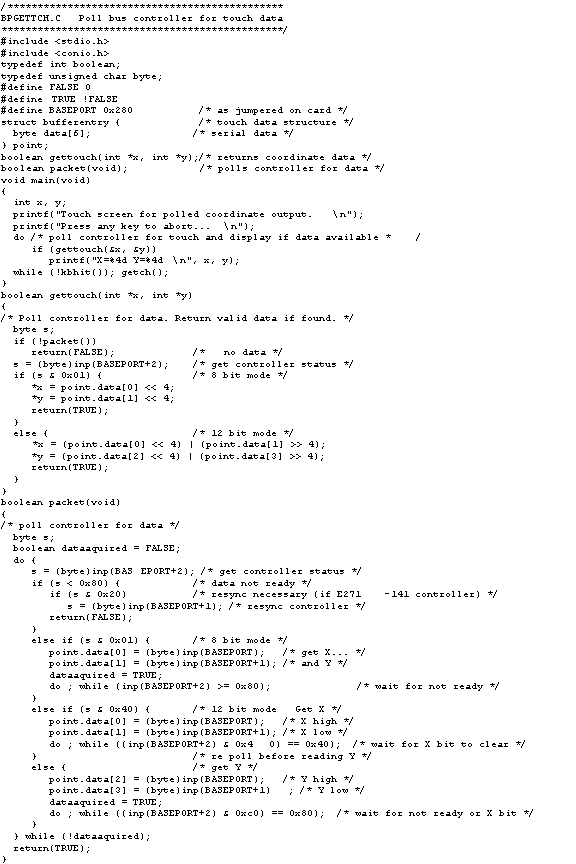 /***********************************************
BPGETTCH.C   Poll bus controller for touch data
***********************************************/
#include <stdio.h>
#include <conio.h>
typedef int boolean;
typedef unsigned char byte;
#define FALSE 0
#define  TRUE !FALSE
#define BASEPORT 0x280           /* as jumpered on card */
struct bufferentry {             /* touch data structure */
  byte data[6];                 /* serial data */
} point;
boolean gettouch(int *x, int *y);/* returns coordinate data */
boolean packet(void);            /* polls controller for data */
void main(void)
{
  int x, y;
  printf("Touch screen for polled coordinate output.   \n");
  printf("Press any key to abort...  \n");
  do /* poll controller for touch and display if data available *    /
     if (gettouch(&x, &y))
        printf("X=%4d Y=%4d \n", x, y);
  while (!kbhit()); getch();
}
boolean gettouch(int *x, int *y)
{
/* Poll controller for data. Return valid data if found. */
  byte s;
  if (!packet())
     return(FALSE);             /*   no data */
  s = (byte)inp(BASEPORT+2);    /* get controller status */
  if (s & 0x01) {               /* 8 bit mode */
     *x = point.data[0] << 4;
     *y = point.data[1] << 4;
     return(TRUE);
  }
  else {                        /* 12 bit mode */
     *x = (point.data[0] << 4) | (point.data[1] >> 4);
     *y = (point.data[2] << 4) | (point.data[3] >> 4);
     return(TRUE);
  }
}
boolean packet(void)
{
/* poll controller for data */
  byte s;
  boolean dataaquired = FALSE;
  do {
     s = (byte)inp(BAS EPORT+2); /* get controller status */
     if (s < 0x80) {            /* data not ready */
        if (s & 0x20)           /* resync necessary (if E271    -141 controller) */
           s = (byte)inp(BASEPORT+1); /* resync controller */
        return(FALSE);
     }
     else if (s & 0x01) {       /* 8 bit mode */
        point.data[0] = (byte)inp(BASEPORT);   /* get X... */
        point.data[1] = (byte)inp(BASEPORT+1); /* and Y */
        dataaquired = TRUE;
        do ; while (inp(BASEPORT+2) >= 0x80);              /* wait for not ready */
     }
     else if (s & 0x40) {       /* 12 bit mode   Get X */
        point.data[0] = (byte)inp(BASEPORT);   /* X high */
        point.data[1] = (byte)inp(BASEPORT+1); /* X low */
        do ; while ((inp(BASEPORT+2) & 0x4   0) == 0x40);  /* wait for X bit to clear */
     }                          /* re poll before reading Y */
     else {                     /* get Y */
        point.data[2] = (byte)inp(BASEPORT);   /* Y high */
        point.data[3] = (byte)inp(BASEPORT+1)   ; /* Y low */
        dataaquired = TRUE;
        do ; while ((inp(BASEPORT+2) & 0xc0) == 0x80);  /* wait for not ready or X bit */
     }
  } while (!dataaquired);
  return(TRUE);
}